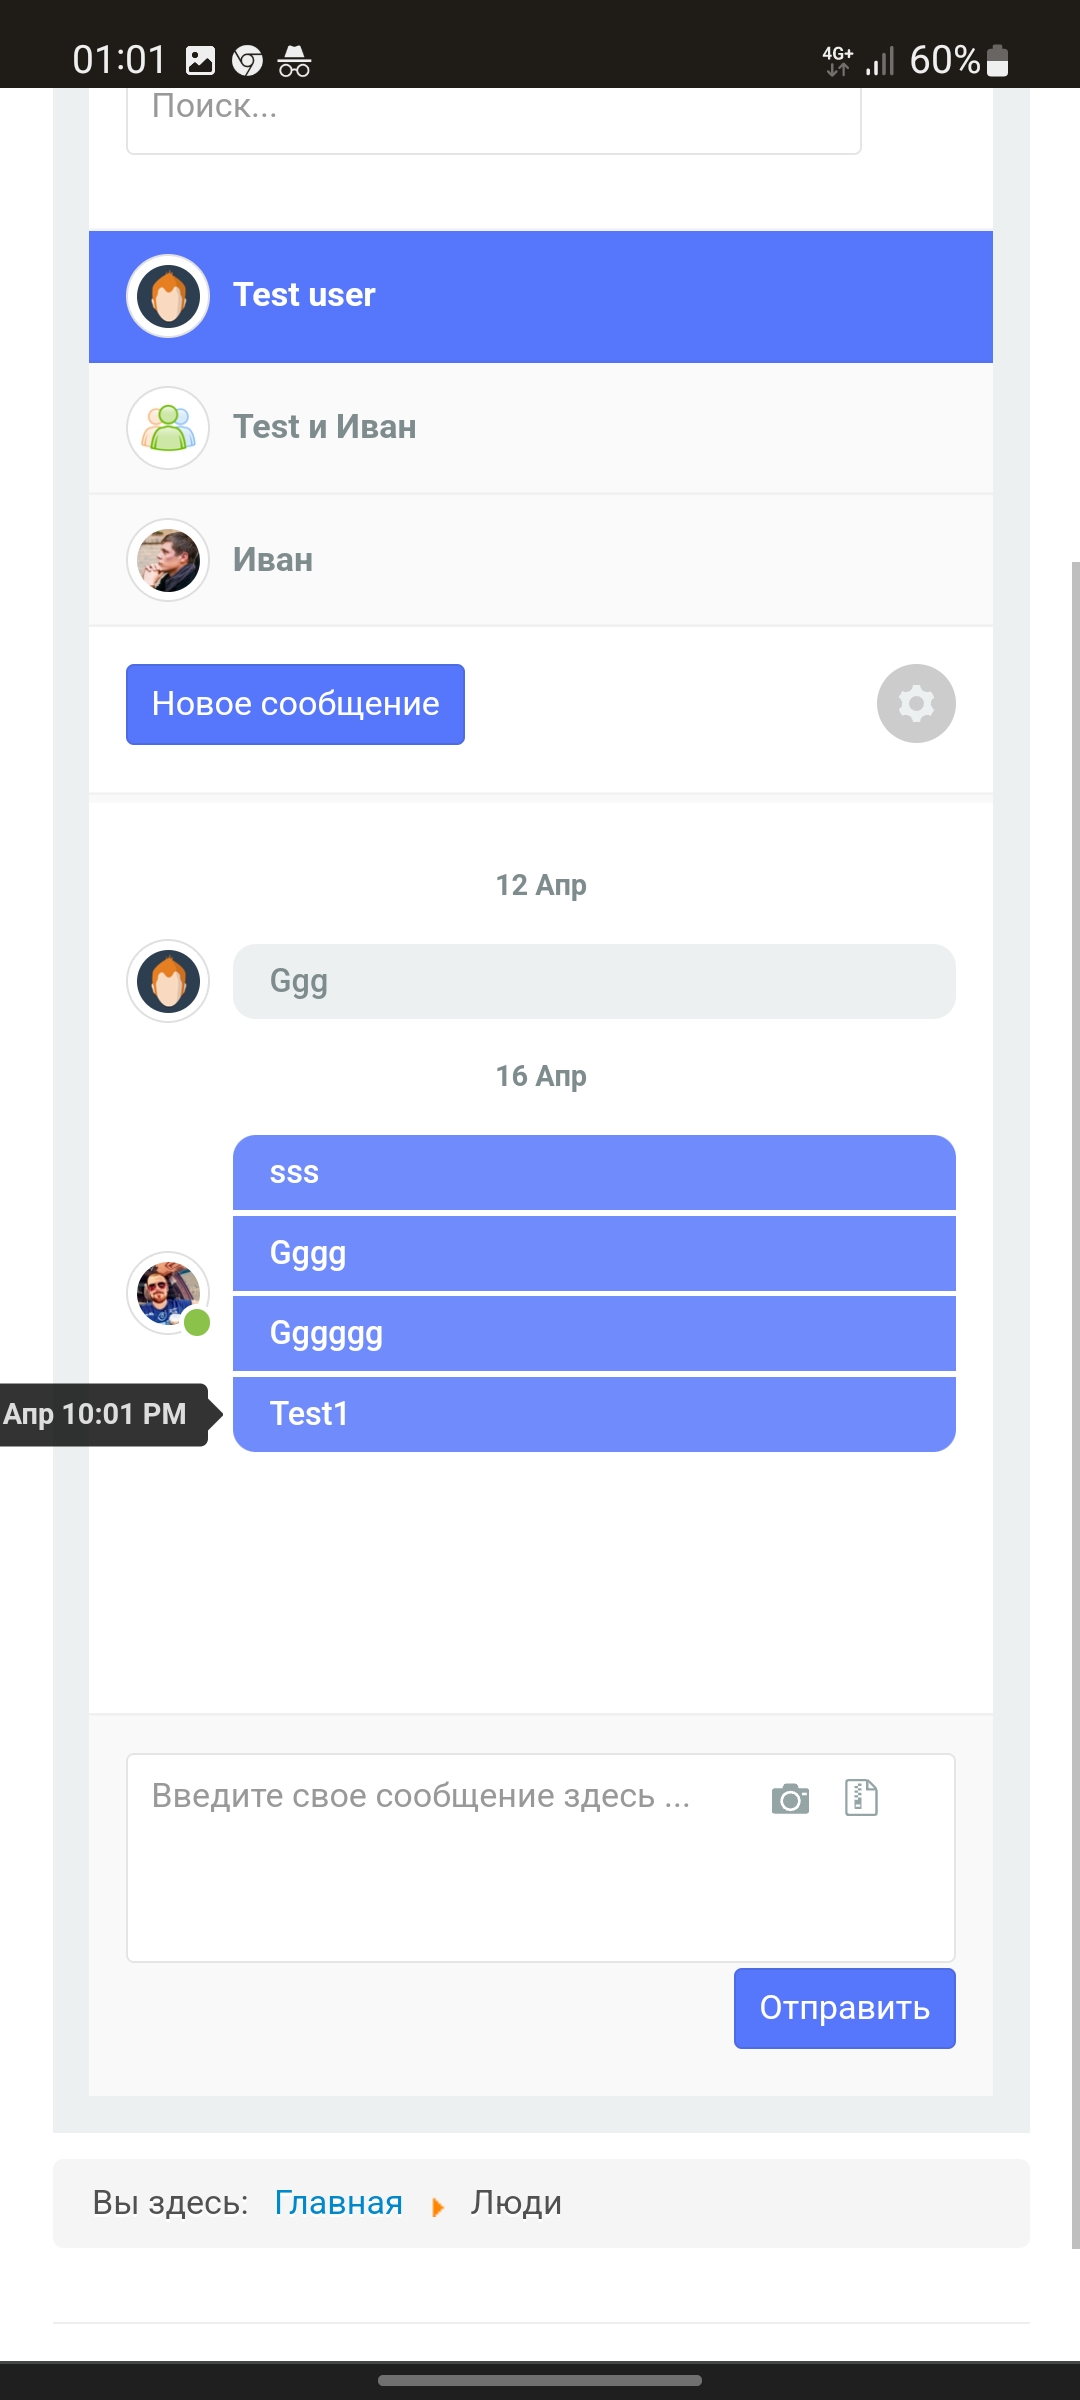 01:01
4G+
60%
Поиск...
Test user
Test и Иван
Иван
Новое сообщение
12 Апр
Ggg
16 Апр
sss
Gggg
Gggggg
Апр 10:01 PM
Test1
Введите свое сообщение здесь ...
Отправить
Вы здесь: Главная Люди